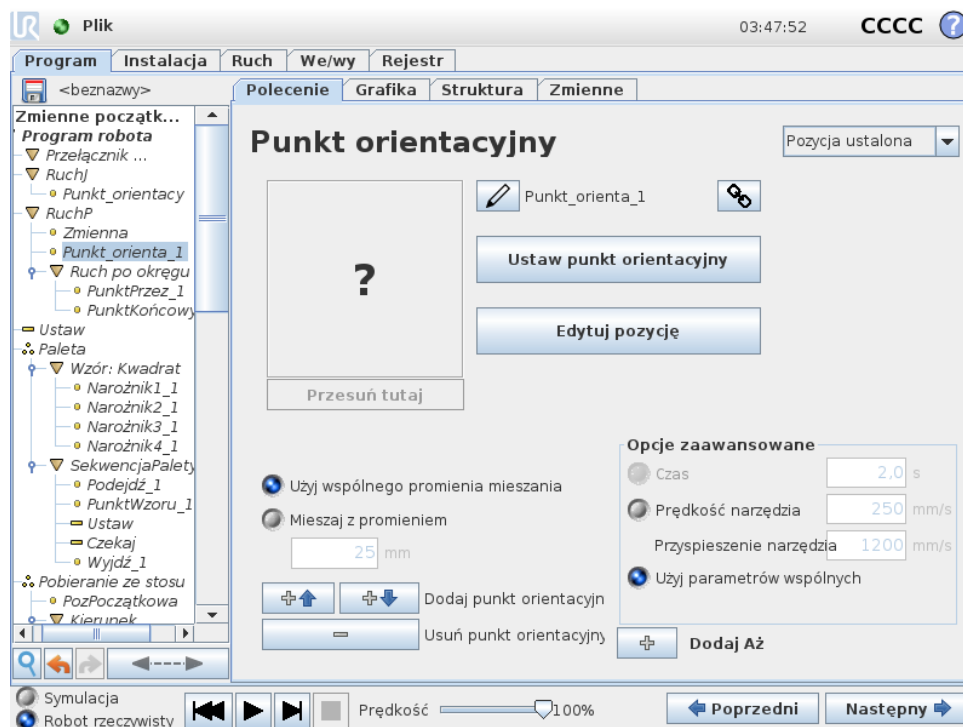 UR Plik 03:47:52 CCCC ?
Program Instalacja Ruch We/wy Rejestr
<beznazwy>
Polecenie Grafika Struktura Zmienne
Zmienne początk...
Program robota
Przełącznik ...
RuchJ
Punkt_orientacy
RuchP
Zmienna
Punkt_orienta_1
Ruch po okręgu
PunktPrzez_1
PunktKońcowy
Ustaw
Paleta
Wzór: Kwadrat
Narożnik1_1
Narożnik2_1
Narożnik3_1
Narożnik4_1
SekwencjaPalety
Podejdź_1
PunktWzoru_1
Ustaw
Czekaj
Wyjdź_1
Pobieranie ze stosu
PozPoczątkowa
Kierunek
Punkt orientacyjny
Pozycja ustalona
?
Przesuń tutaj
Punkt_orienta_1
Ustaw punkt orientacyjny
Edytuj pozycję
Użyj wspólnego promienia mieszania
Mieszaj z promieniem
25 mm
Dodaj punkt orientacyjn
Usuń punkt orientacyjny
Opcje zaawansowane
Czas 2,0 s
Prędkość narzędzia 250 mm/s
Przyspieszenie narzędzia 1200 mm/s
Użyj parametrów wspólnych
Dodaj Aż
Symulacja
Robot rzeczywisty
Prędkość 100%
Poprzedni
Następny